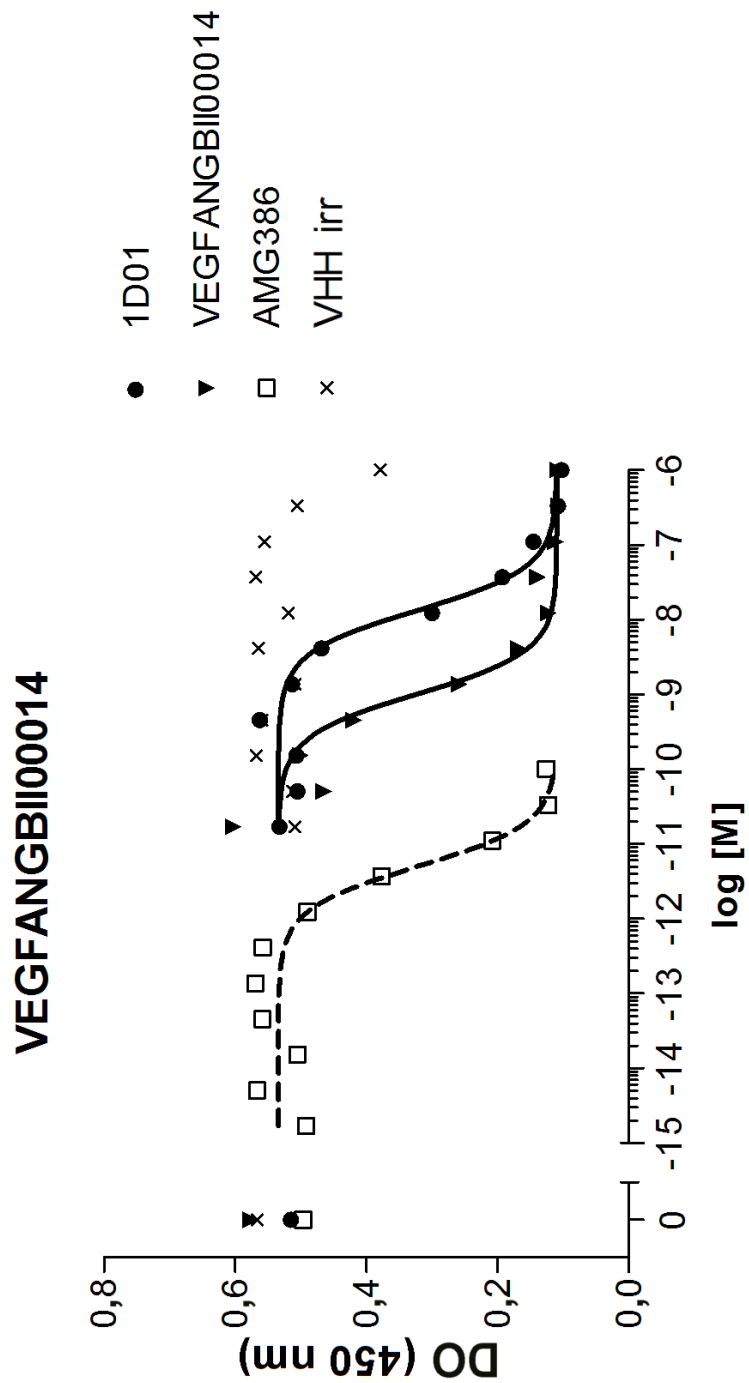 VEGFANGBII00014
1D01
VEGFANGBII00014
AMG386
VHH irr
DO (450 nm)
0,8
0,6
0,4
0,2
0,0
0 -15 -14 -13 -12 -11 -10 -9 -8 -7 -6
log [M]